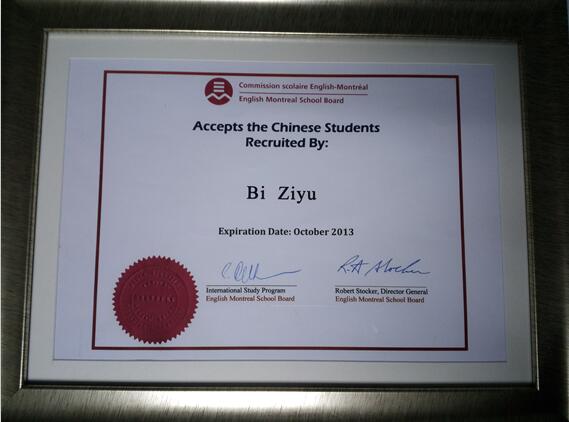 Commission scolaire English-Montréal
English Montreal School Board
Accepts the Chinese Students
Recruited By:
Bi Ziyu
Expiration Date: October 2013
R.A Stocker
International Study Program
Robert Stocker, Director General
English Montreal School Board
English Montreal School Board